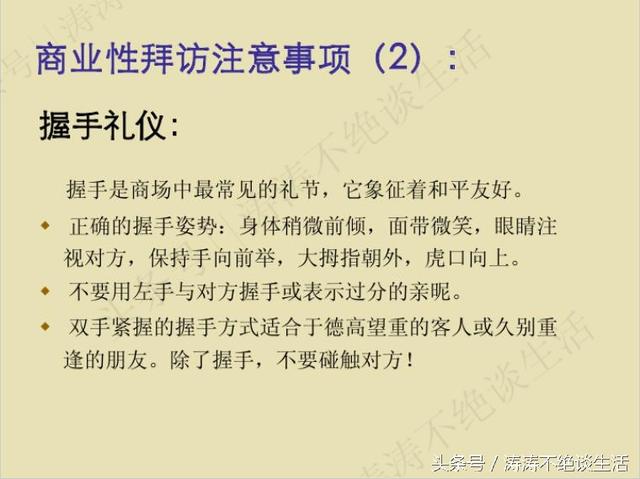 商业性拜访注意事项（2）：
握手礼仪：
握手是商场中最常见的礼节，它象征着和平友好。
正确的握手姿势：身体稍微前倾，面带微笑，眼睛注
视对方，保持手向前举，大拇指朝外，虎口向上。
不要用左手与对方握手或表示过分的亲昵。
双手紧握的握手方式适合于德高望重的客人或久别重
逢的朋友。除了握手，不要碰触对方！
头条号 / 涛涛不绝谈生活